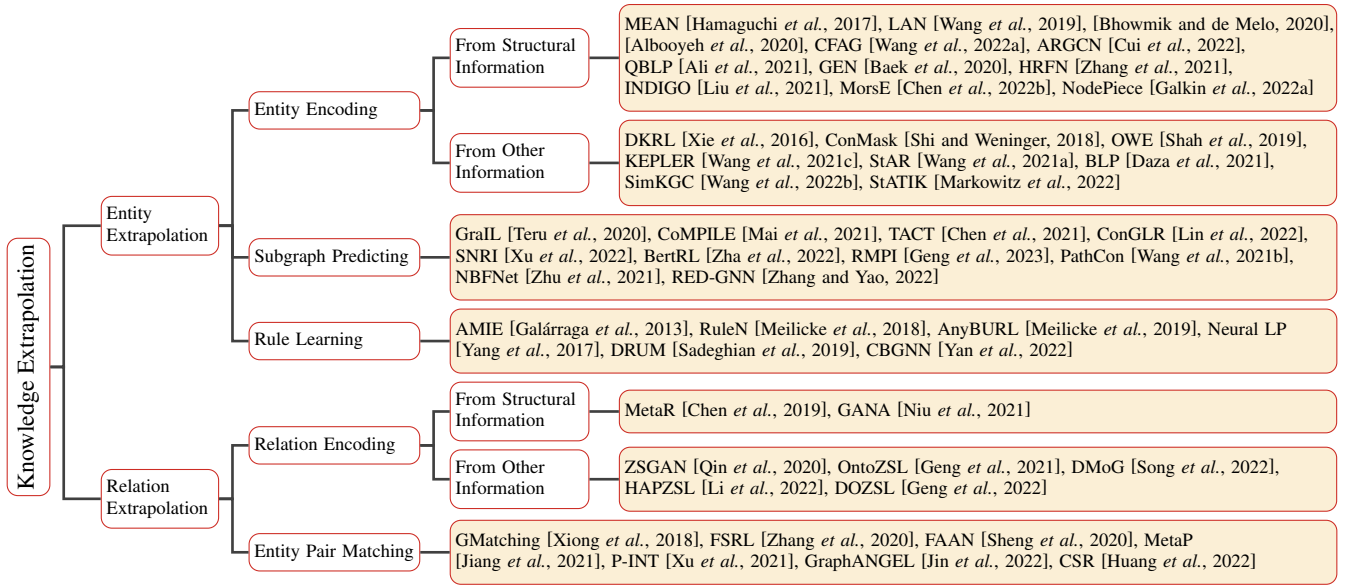 Knowledge Extrapolation
Entity
Extrapolation
Entity Encoding
From Structural
Information
MEAN [Hamaguchi et al., 2017], LAN [Wang et al., 2019], [Bhowmik and de Melo, 2020],
[Albooyeh et al., 2020], CFAG [Wang et al., 2022a], ARGCN [Cui et al., 2022],
QBLP [Ali et al., 2021], GEN [Baek et al., 2020], HRFN [Zhang et al., 2021],
INDIGO [Liu et al., 2021], MorsE [Chen et al., 2022b], NodePiece [Galkin et al., 2022a]
From Other
Information
DKRL [Xie et al., 2016], ConMask [Shi and Weninger, 2018], OWE [Shah et al., 2019],
KEPLER [Wang et al., 2021c], StAR [Wang et al., 2021a], BLP [Daza et al., 2021],
SimKGC [Wang et al., 2022b], StATIK [Markowitz et al., 2022]
Subgraph Predicting
GraIL [Teru et al., 2020], CoMPILE [Mai et al., 2021], TACT [Chen et al., 2021], ConGLR [Lin et al., 2022],
SNRI [Xu et al., 2022], BertRL [Zha et al., 2022], RMPI [Geng et al., 2023], PathCon [Wang et al., 2021b],
NBFNet [Zhu et al., 2021], RED-GNN [Zhang and Yao, 2022]
Rule Learning
AMIE [Galárraga et al., 2013], RuleN [Meilicke et al., 2018], AnyBURL [Meilicke et al., 2019], Neural LP
[Yang et al., 2017], DRUM [Sadeghian et al., 2019], CBGNN [Yan et al., 2022]
Relation
Extrapolation
Relation Encoding
From Structural
Information
MetaR [Chen et al., 2019], GANA [Niu et al., 2021]
From Other
Information
ZSGAN [Qin et al., 2020], OntoZSL [Geng et al., 2021], DMoG [Song et al., 2022],
HAPZSL [Li et al., 2022], DOZSL [Geng et al., 2022]
Entity Pair Matching
GMatching [Xiong et al., 2018], FSRL [Zhang et al., 2020], FAAN [Sheng et al., 2020], MetaP
[Jiang et al., 2021], P-INT [Xu et al., 2021], GraphANGEL [Jin et al., 2022], CSR [Huang et al., 2022]